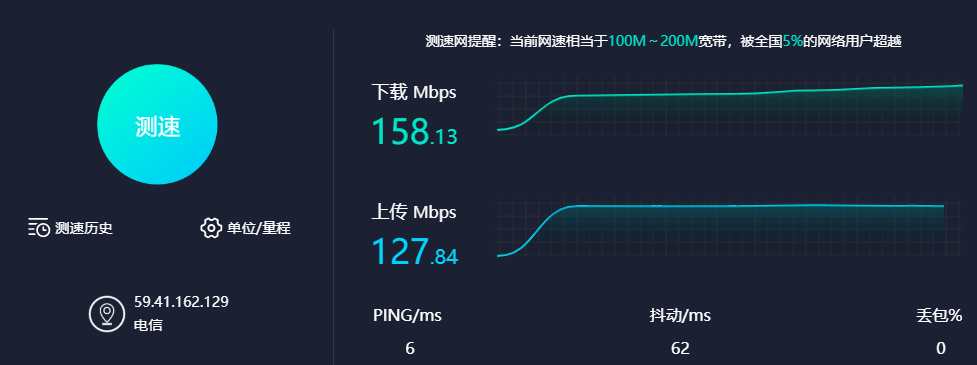 测速网提醒：当前网速相当于100M~200M宽带，被全国5%的网络用户超越
测速
下载 Mbps
158.13
上传 Mbps
127.84
测速历史
单位/量程
59.41.162.129
电信
PING/ms 抖动/ms 丢包%
6 62 0